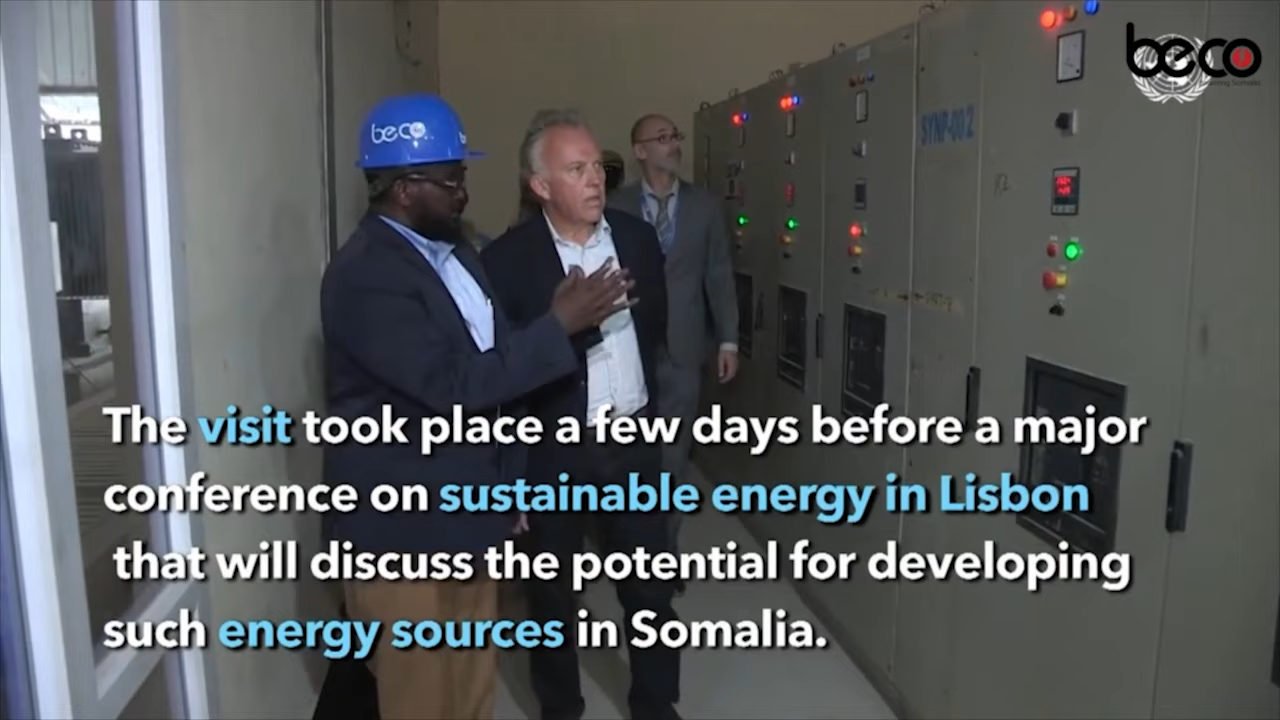 beco
beco
SYNP-002
The visit took place a few days before a major
conference on sustainable energy in Lisbon
that will discuss the potential for developing
such energy sources in Somalia.